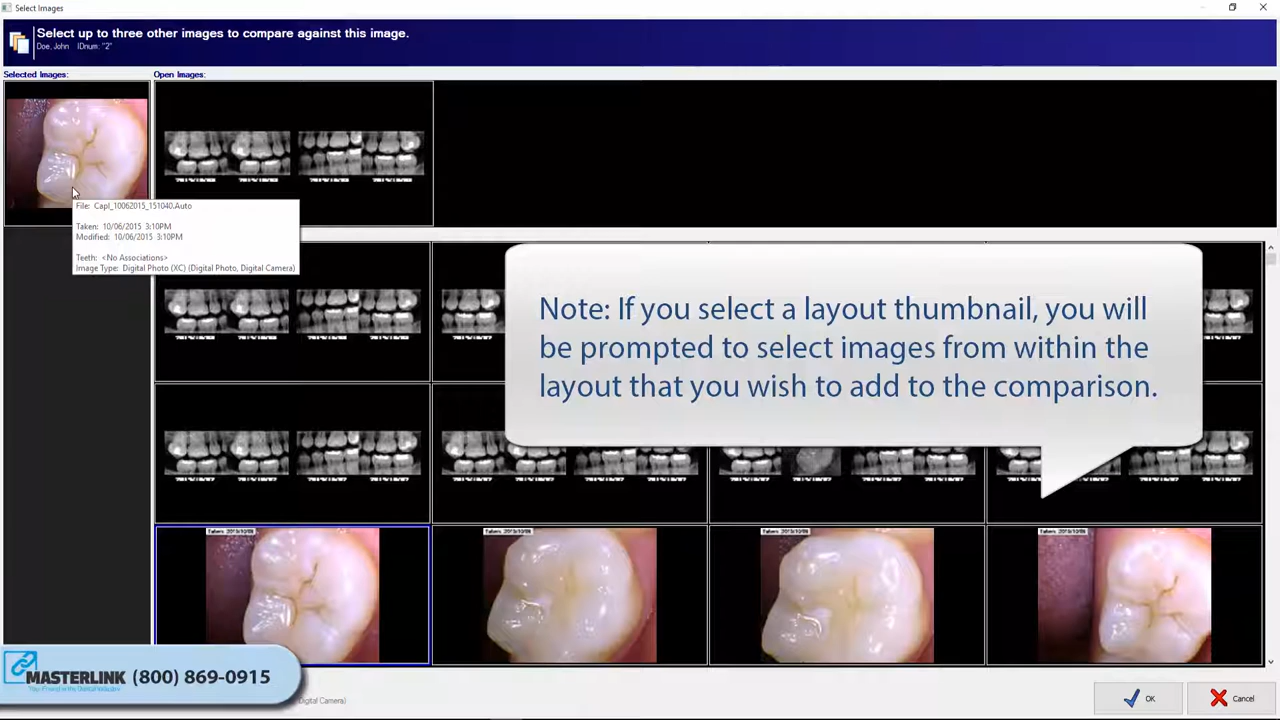 Select Images
Select up to three other images to compare against this image.
Doe, John IDnum: "2"
Selected Images:
Open Images:
File: CapI_10062015_151040.Auto
Taken: 10/06/2015 3:10PM
Modified: 10/06/2015 3:10PM
Teeth: <No Associations>
Image Type: Digital Photo (XC) (Digital Photo, Digital Camera)
Note: If you select a layout thumbnail, you will
be prompted to select images from within the
layout that you wish to add to the comparison.
MASTERLINK (800) 869-0915
Digital Camera)
OK
Cancel